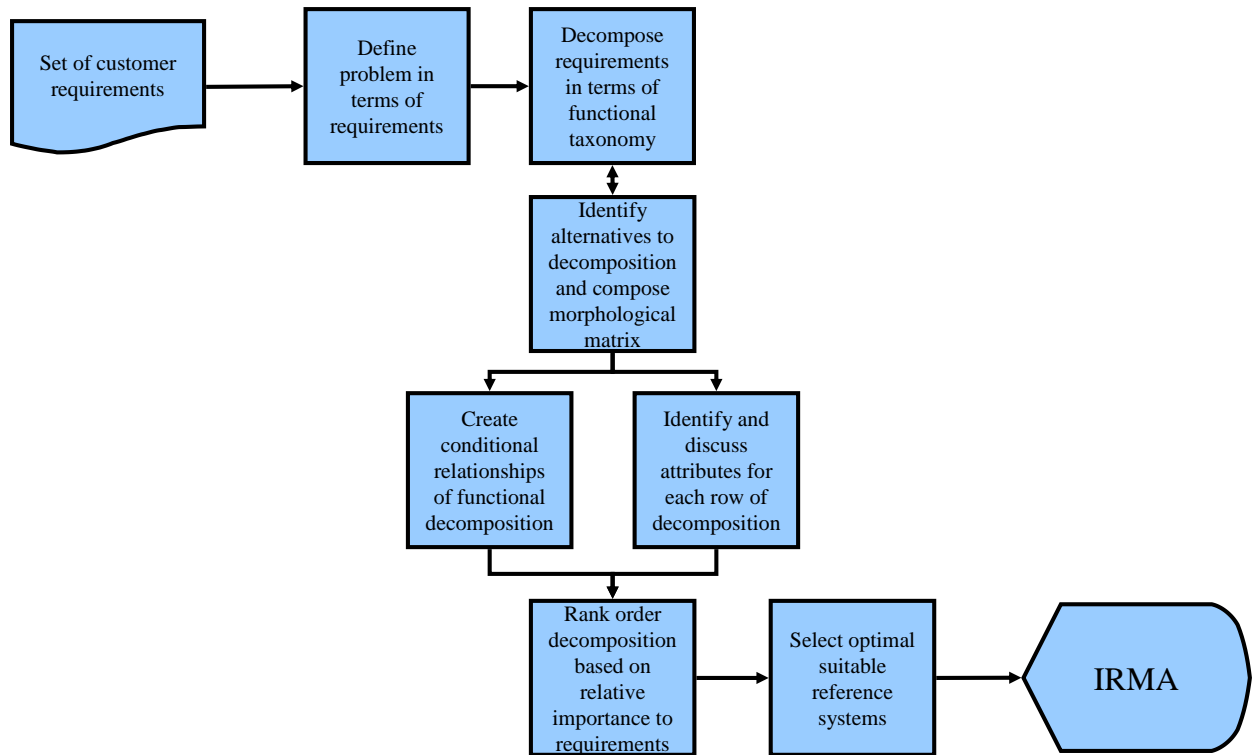 Set of customer
requirements
Define
problem in
terms of
requirements
Decompose
requirements
in terms of
functional
taxonomy
Identify
alternatives to
decomposition
and compose
morphological
matrix
Create
conditional
relationships
of functional
decomposition
Identify and
discuss
attributes for
each row of
decomposition
Rank order
decomposition
based on
relative
importance to
requirements
Select optimal
suitable
reference
systems
IRMA